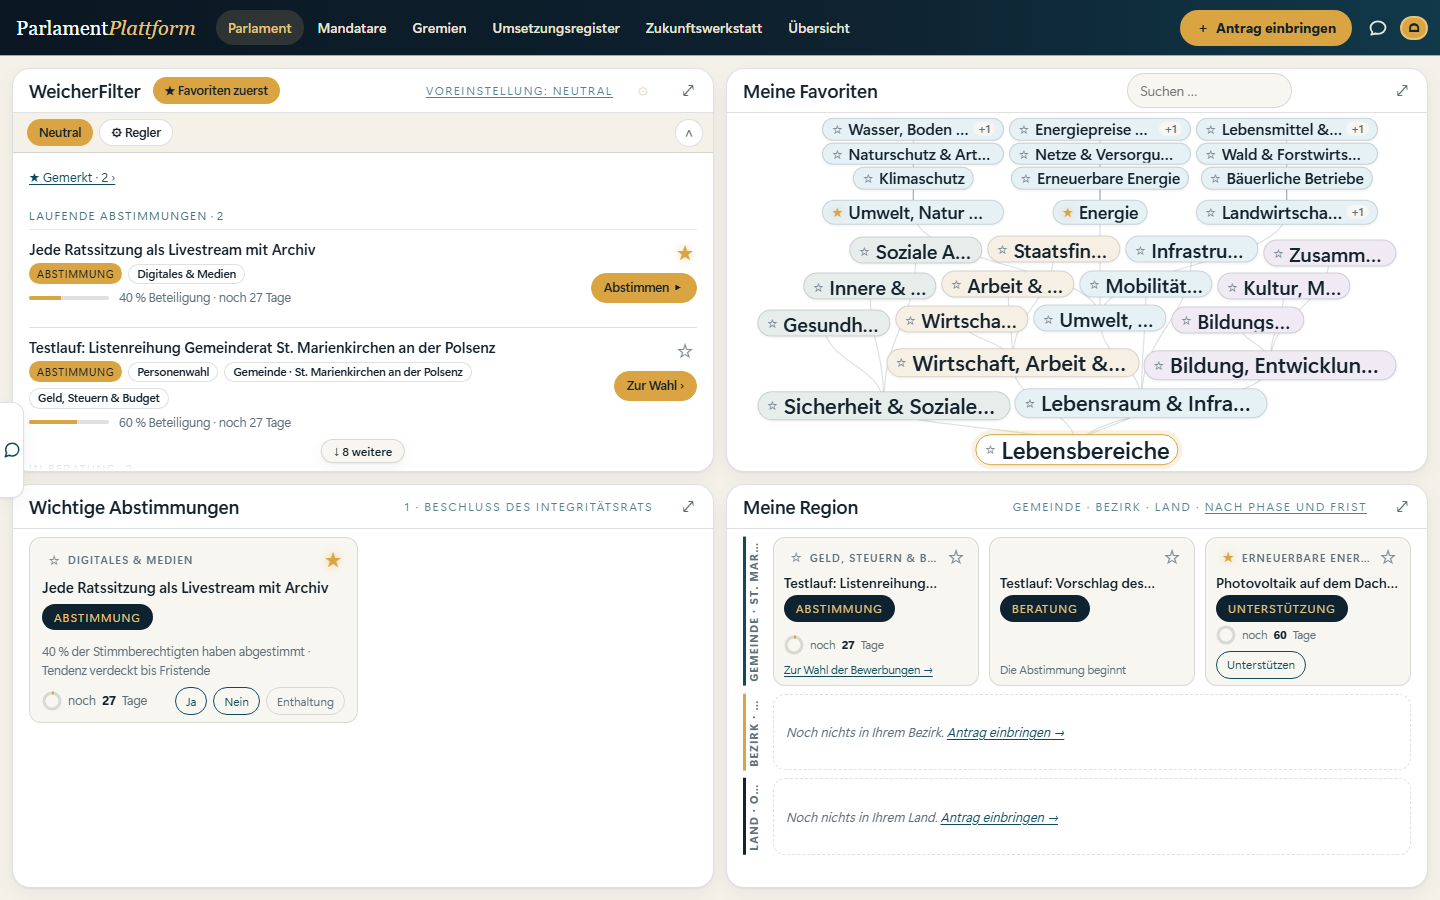 ParlamentPlattform
Parlament
Mandatare
Gremien
Umsetzungsregister
Zukunftswerkstatt
Übersicht
+ Antrag einbringen
D
WeicherFilter
★ Favoriten zuerst
VOREINSTELLUNG: NEUTRAL
Neutral
⚙ Regler
★ Gemerkt · 2 ›
LAUFENDE ABSTIMMUNGEN · 2
Jede Ratssitzung als Livestream mit Archiv
ABSTIMMUNG
Digitales & Medien
40 % Beteiligung · noch 27 Tage
Abstimmen ▸
Testlauf: Listenreihung Gemeinderat St. Marienkirchen an der Polsenz
ABSTIMMUNG
Personenwahl
Gemeinde · St. Marienkirchen an der Polsenz
Geld, Steuern & Budget
60 % Beteiligung · noch 27 Tage
Zur Wahl ›
↓ 8 weitere
IN BERATUNG · 2
Meine Favoriten
Suchen ...
☆ Wasser, Boden ... +1
☆ Energiepreise ... +1
☆ Lebensmittel &... +1
☆ Naturschutz & Art...
☆ Netze & Versorgu...
☆ Wald & Forstwirts...
☆ Klimaschutz
☆ Erneuerbare Energie
☆ Bäuerliche Betriebe
★ Umwelt, Natur ...
★ Energie
☆ Landwirtscha... +1
☆ Soziale A...
☆ Staatsfin...
☆ Infrastru...
☆ Zusamm...
☆ Innere & ...
☆ Arbeit & ...
☆ Mobilität...
☆ Kultur, M...
☆ Gesundh...
☆ Wirtscha...
☆ Umwelt, ...
☆ Bildungs...
☆ Wirtschaft, Arbeit &...
☆ Bildung, Entwicklun...
☆ Sicherheit & Soziale...
☆ Lebensraum & Infra...
☆ Lebensbereiche
Wichtige Abstimmungen
1 · BESCHLUSS DES INTEGRITÄTSRATS
☆ DIGITALES & MEDIEN
Jede Ratssitzung als Livestream mit Archiv
ABSTIMMUNG
40 % der Stimmberechtigten haben abgestimmt ·
Tendenz verdeckt bis Fristende
noch 27 Tage
Ja
Nein
Enthaltung
Meine Region
GEMEINDE · BEZIRK · LAND · NACH PHASE UND FRIST
GEMEINDE · ST. MAR...
☆ GELD, STEUERN & B...
Testlauf: Listenreihung...
ABSTIMMUNG
noch 27 Tage
Zur Wahl der Bewerbungen →
Testlauf: Vorschlag des...
BERATUNG
Die Abstimmung beginnt
★ ERNEUERBARE ENER...
Photovoltaik auf dem Dach...
UNTERSTÜTZUNG
noch 60 Tage
Unterstützen
BEZIRK · ...
Noch nichts in Ihrem Bezirk. Antrag einbringen →
LAND · O...
Noch nichts in Ihrem Land. Antrag einbringen →